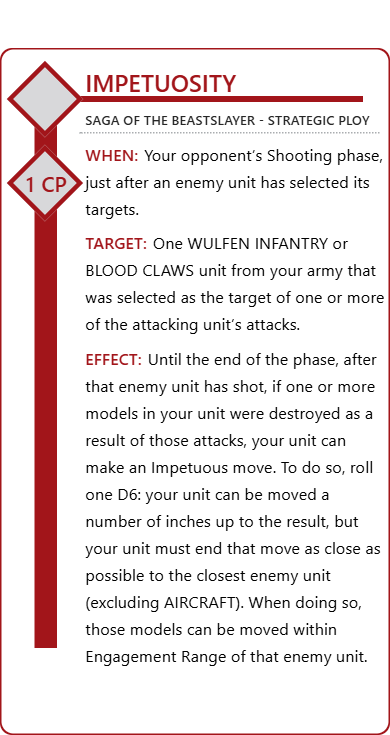 IMPETUOSITY
SAGA OF THE BEASTSLAYER - STRATEGIC PLOY
1 CP
WHEN: Your opponent's Shooting phase,
just after an enemy unit has selected its
targets.
TARGET: One WULFEN INFANTRY or
BLOOD CLAWS unit from your army that
was selected as the target of one or more
of the attacking unit's attacks.
EFFECT: Until the end of the phase, after
that enemy unit has shot, if one or more
models in your unit were destroyed as a
result of those attacks, your unit can
make an Impetuous move. To do so, roll
one D6: your unit can be moved a
number of inches up to the result, but
your unit must end that move as close as
possible to the closest enemy unit
(excluding AIRCRAFT). When doing so,
those models can be moved within
Engagement Range of that enemy unit.